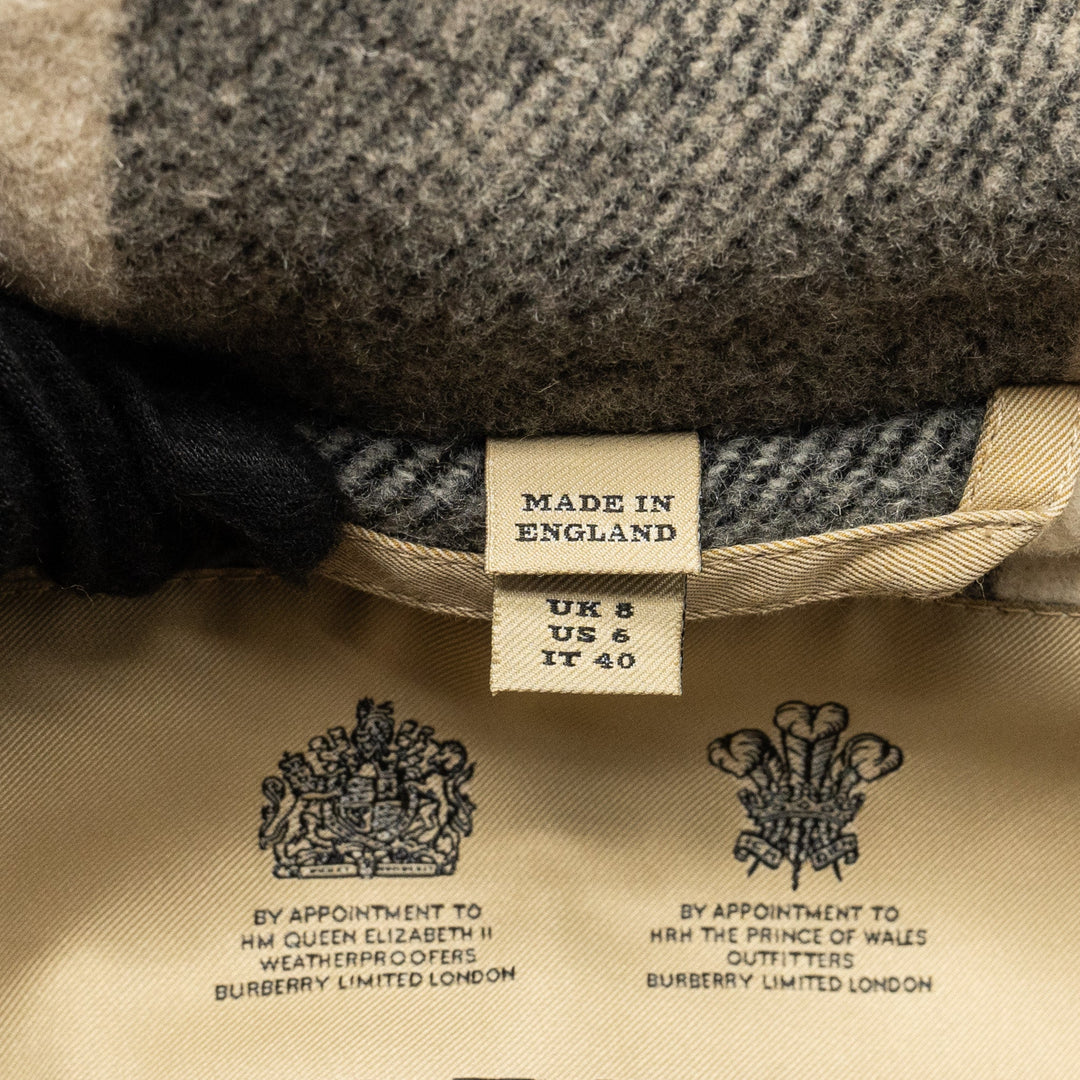 MADE IN
ENGLAND
UK 8
US 6
IT 40
BY APPOINTMENT TO
HM QUEEN ELIZABETH II
WEATHERPROOFERS
BURBERRY LIMITED LONDON
BY APPOINTMENT TO
HRH THE PRINCE OF WALES
OUTFITTERS
BURBERRY LIMITED LONDON